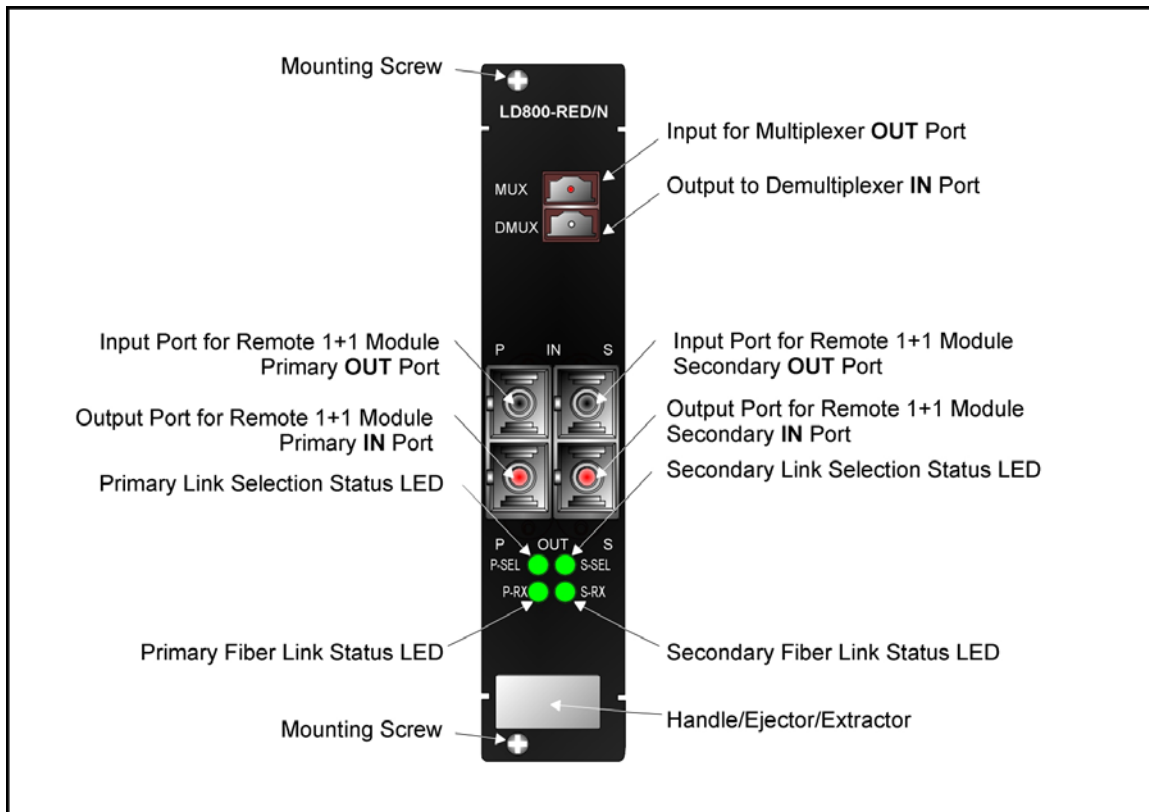 Mounting Screw
LD800-RED/N
Input for Multiplexer OUT Port
Output to Demultiplexer IN Port
MUX
DMUX
Input Port for Remote 1+1 Module
Primary OUT Port
P IN S
Input Port for Remote 1+1 Module
Secondary OUT Port
Output Port for Remote 1+1 Module
Primary IN Port
Output Port for Remote 1+1 Module
Secondary IN Port
Primary Link Selection Status LED
Secondary Link Selection Status LED
P OUT S
P-SEL S-SEL
P-RX S-RX
Primary Fiber Link Status LED
Secondary Fiber Link Status LED
Handle/Ejector/Extractor
Mounting Screw